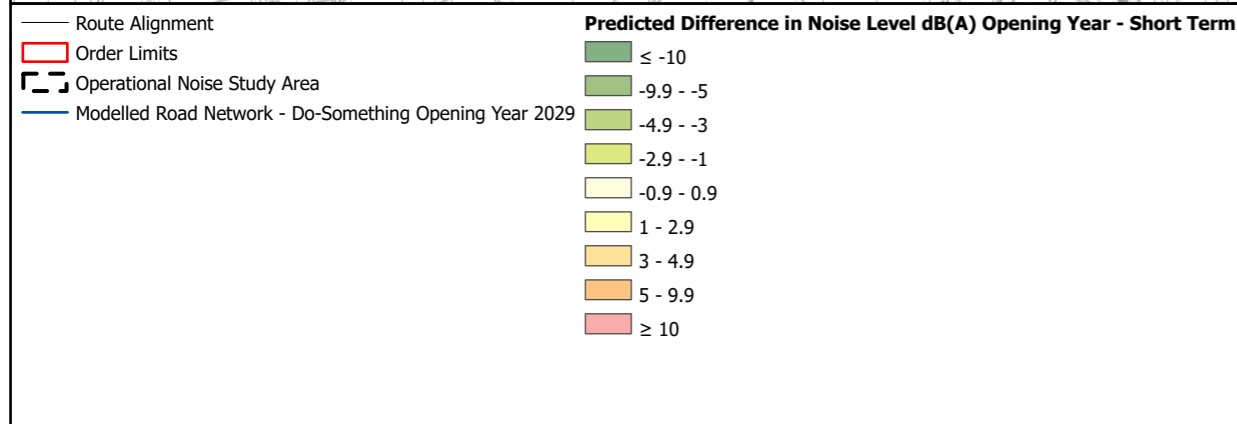 Route Alignment
Order Limits
Operational Noise Study Area
Modelled Road Network - Do-Something Opening Year 2029
Predicted Difference in Noise Level dB(A) Opening Year - Short Term
≤ -10
-9.9 - -5
-4.9 - -3
-2.9 - -1
-0.9 - 0.9
1 - 2.9
3 - 4.9
5 - 9.9
≥ 10